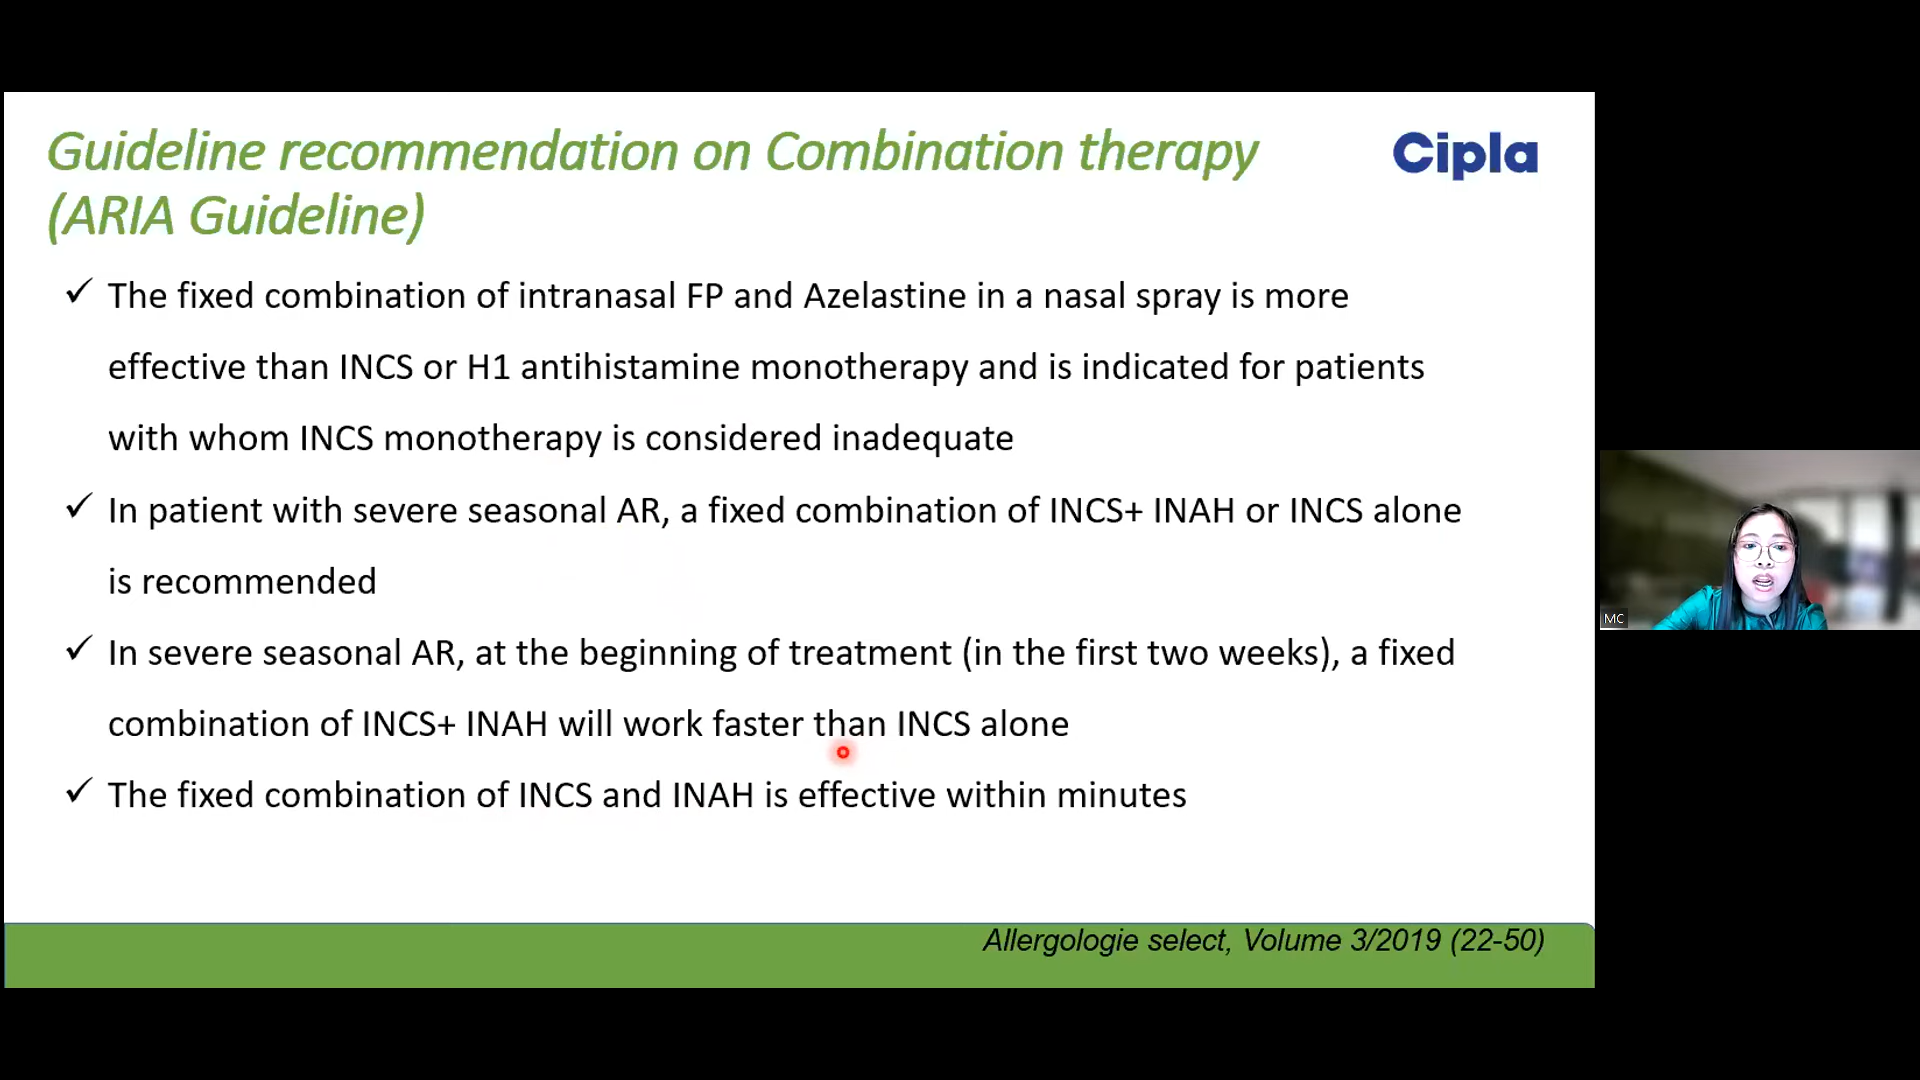 Guideline recommendation on Combination therapy
(ARIA Guideline)
Cipla
✓ The fixed combination of intranasal FP and Azelastine in a nasal spray is more
effective than INCS or H1 antihistamine monotherapy and is indicated for patients
with whom INCS monotherapy is considered inadequate
✓ In patient with severe seasonal AR, a fixed combination of INCS+ INAH or INCS alone
is recommended
✓ In severe seasonal AR, at the beginning of treatment (in the first two weeks), a fixed
combination of INCS+ INAH will work faster than INCS alone
✓ The fixed combination of INCS and INAH is effective within minutes
Allergologie select, Volume 3/2019 (22-50)
MC